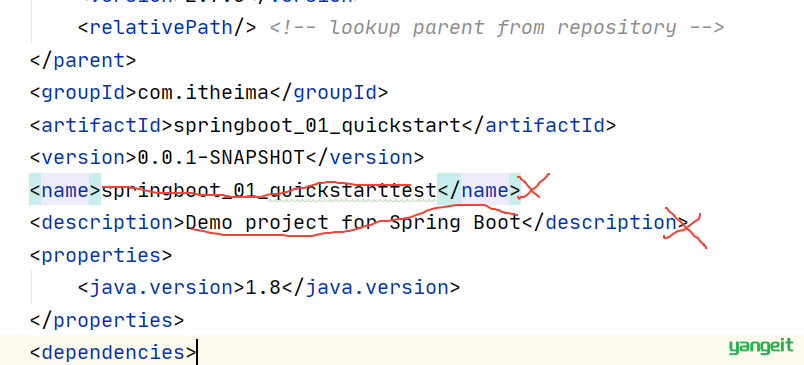 <relativePath/> <!-- lookup parent from repository -->
</parent>
<groupId>com.itheima</groupId>
<artifactId>springboot_01_quickstart</artifactId>
<version>0.0.1-SNAPSHOT</version>
<name>springboot_01_quickstanttest</name>
<description>Demo project for Spring Boot</description>
<properties>
<java.version>1.8</java.version>
</properties>
<dependencies>
yangeit